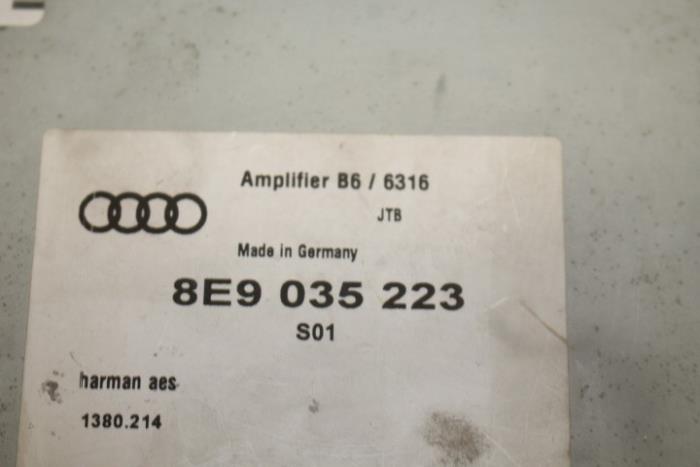 Amplifier B6 / 6316
JTB
Made in Germany
8E9 035 223
S01
harman aes
1380.214